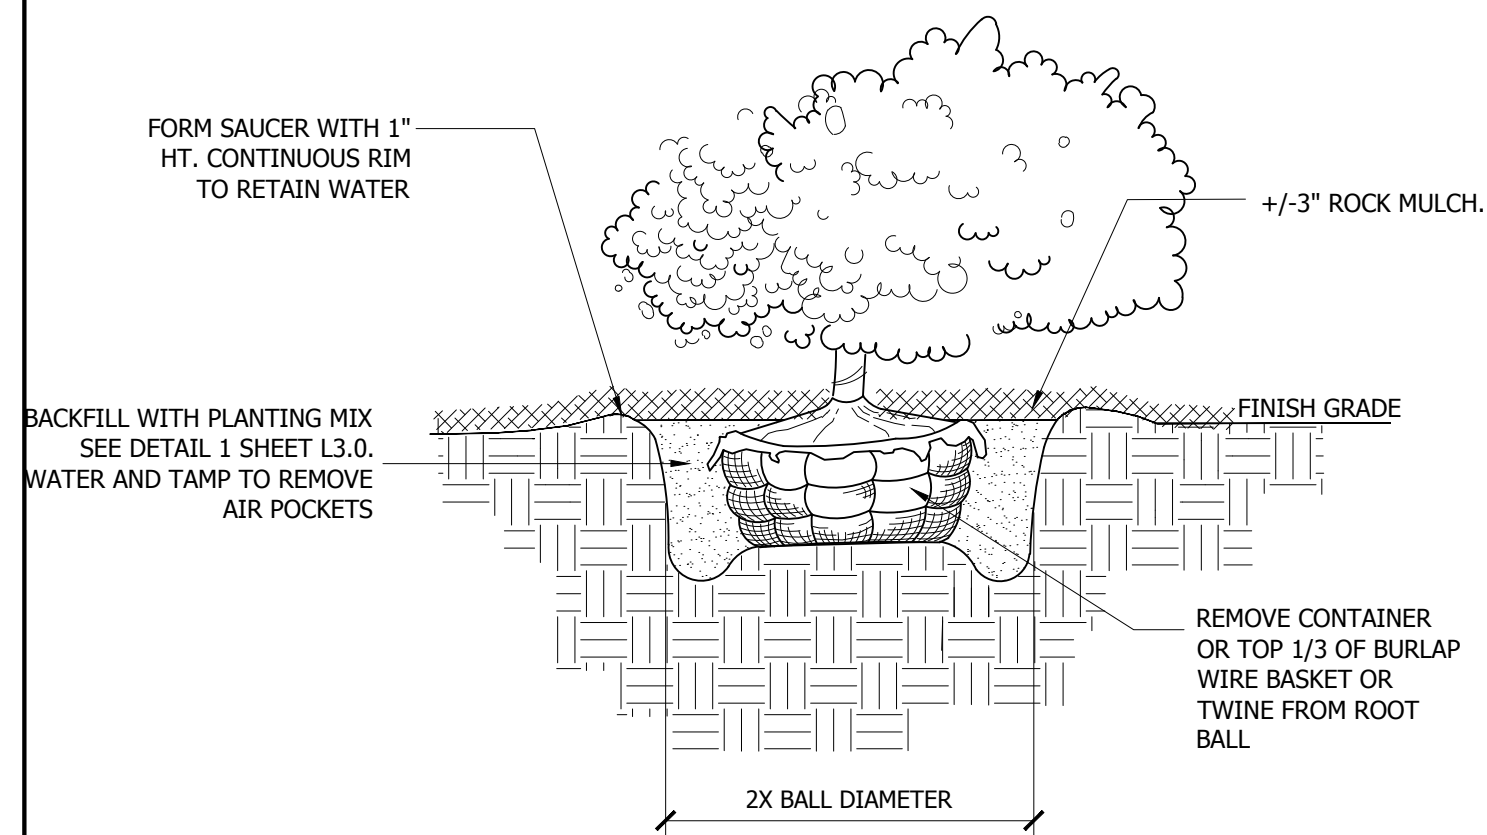 FORM SAUCER WITH 1"
HT. CONTINUOUS RIM
TO RETAIN WATER
+/-3" ROCK MULCH.
BACKFILL WITH PLANTING MIX
SEE DETAIL 1 SHEET L3.0.
WATER AND TAMP TO REMOVE
AIR POCKETS
FINISH GRADE
REMOVE CONTAINER
OR TOP 1/3 OF BURLAP
WIRE BASKET OR
TWINE FROM ROOT
BALL
2X BALL DIAMETER